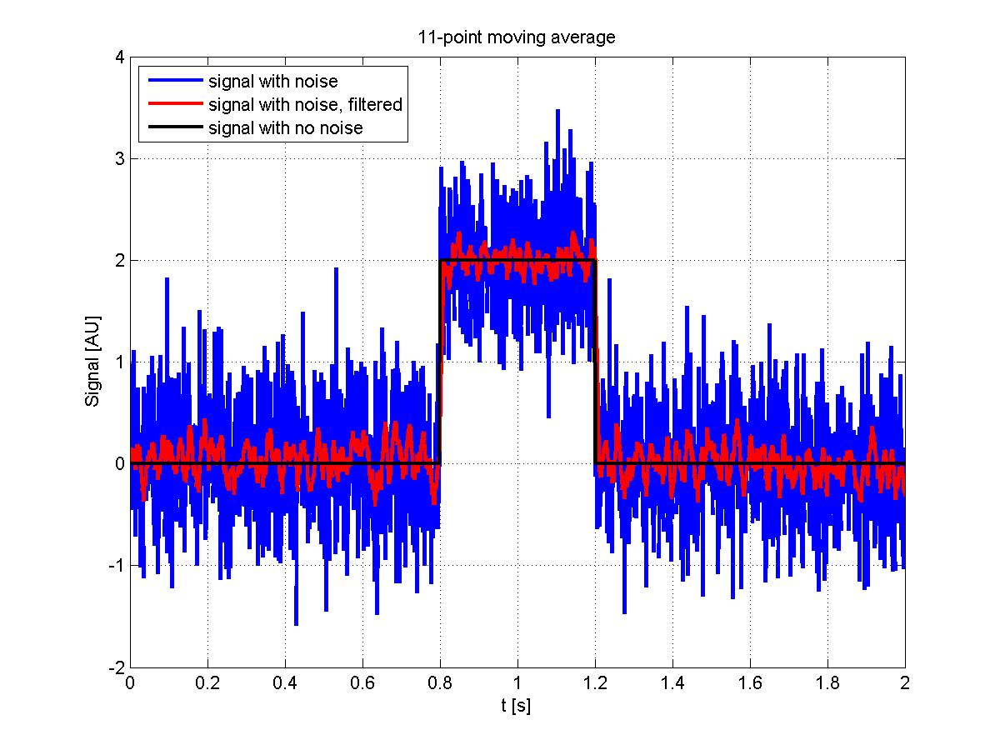 11-point moving average
signal with noise
signal with noise, filtered
signal with no noise
4
3
2
1
0
-1
-2
Signal [AU]
0 0.2 0.4 0.6 0.8 1 1.2 1.4 1.6 1.8 2
t [s]